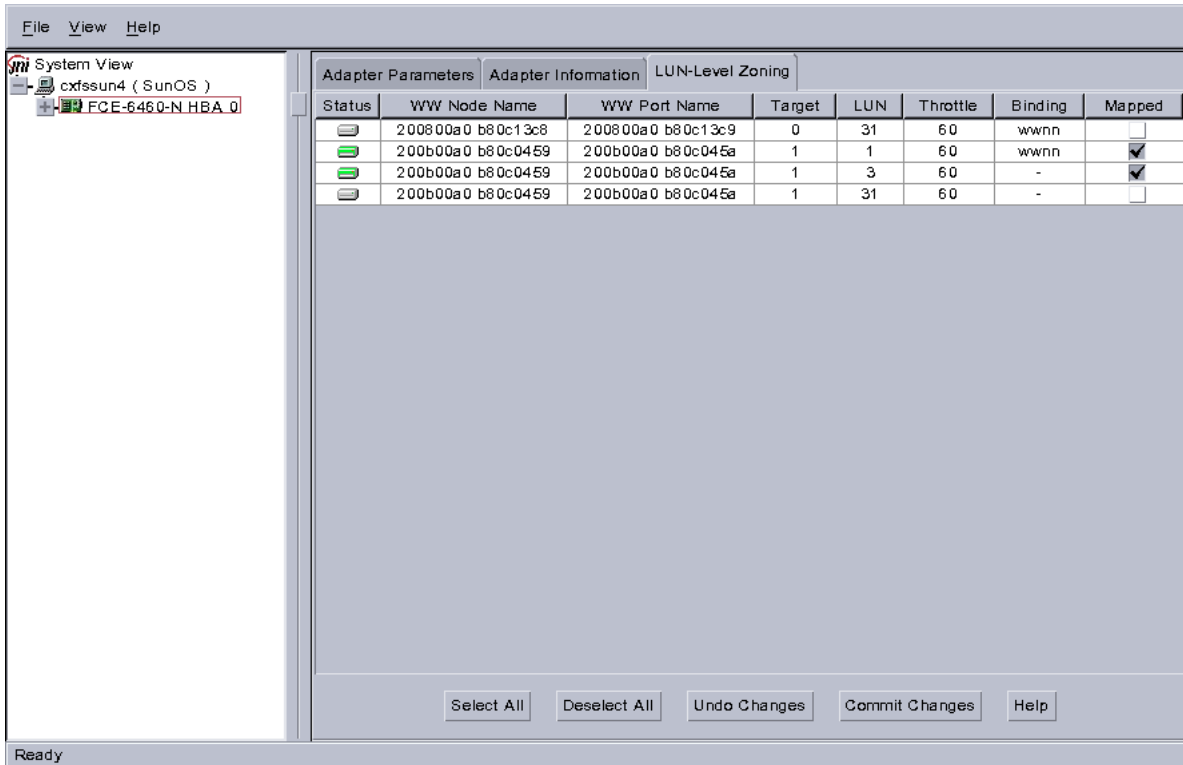 File View Help
jni System View
cxfssun4 ( SunOS )
FCE-6460-N HBA 0
Adapter Parameters Adapter Information LUN-Level Zoning
Status WW Node Name WW Port Name Target LUN Throttle Binding Mapped
200800a0 b80c13c8 200800a0 b80c13c9 0 31 60 wwnn
200b00a0 b80c0459 200b00a0 b80c045a 1 1 60 wwnn
200b00a0 b80c0459 200b00a0 b80c045a 1 3 60 -
200b00a0 b80c0459 200b00a0 b80c045a 1 31 60 -
Select All Deselect All Undo Changes Commit Changes Help
Ready